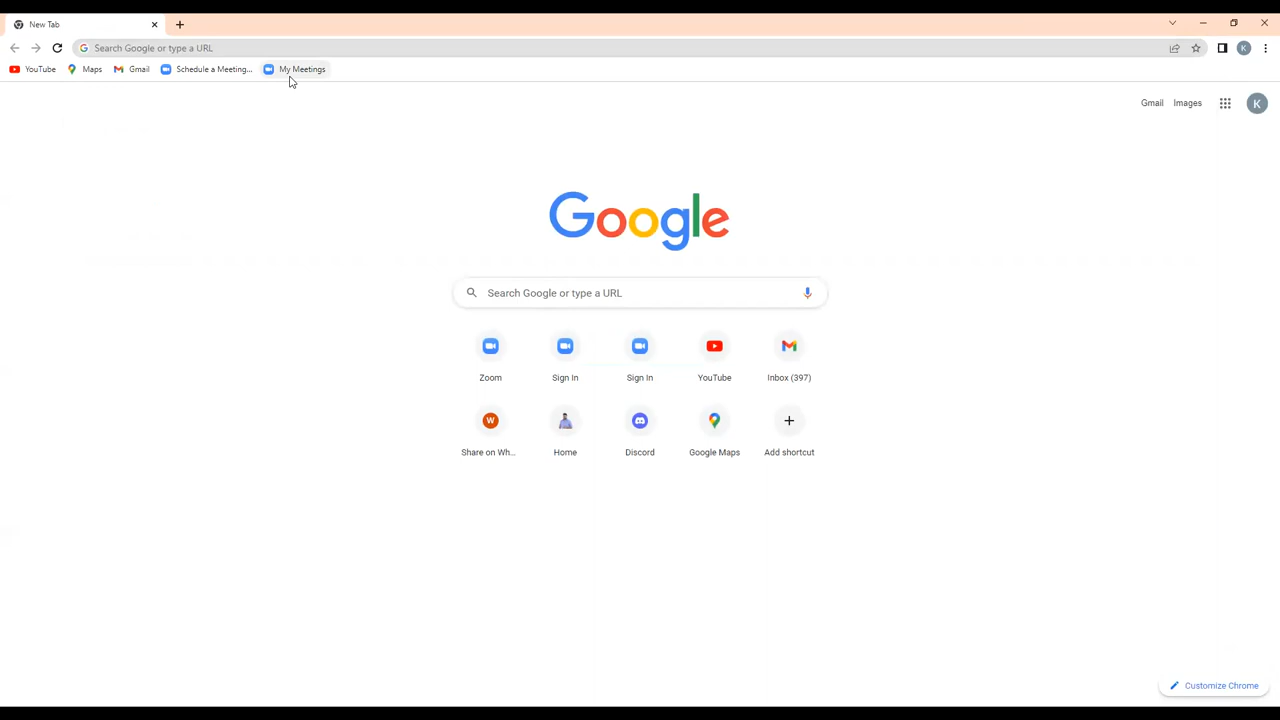 New Tab
Search Google or type a URL
K
YouTube Maps Gmail Schedule a Meeting... My Meetings
Gmail Images K
Google
Search Google or type a URL
Zoom Sign In Sign In YouTube Inbox (397)
W
Share on Wh... Home Discord Google Maps Add shortcut
Customize Chrome